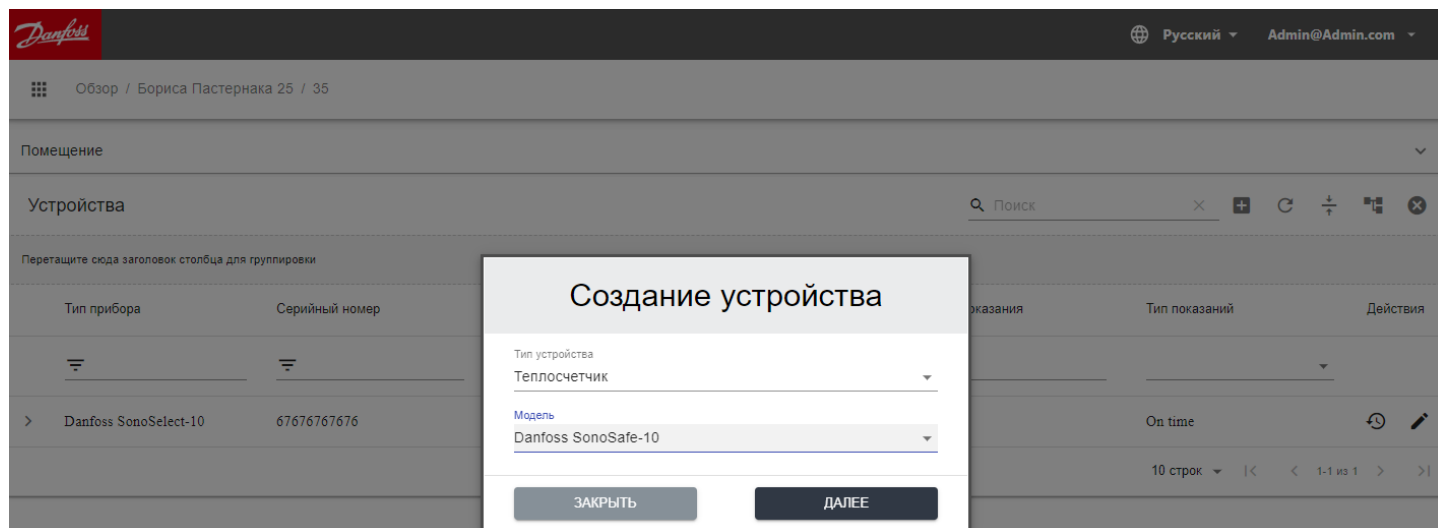 Danfoss
Русский Admin@Admin.com
Обзор / Бориса Пастернака 25 / 35
Помещение
Устройства
Поиск
Перетащите сюда заголовок столбца для группировки
Создание устройства
Тип прибора Серийный номер оказания Тип показаний Действия
Тип устройства
Теплосчетчик
Модель
Danfoss SonoSafe-10
Danfoss SonoSelect-10 67676767676 On time
10 строк 1-1 из 1
ЗАКРЫТЬ ДАЛЕЕ